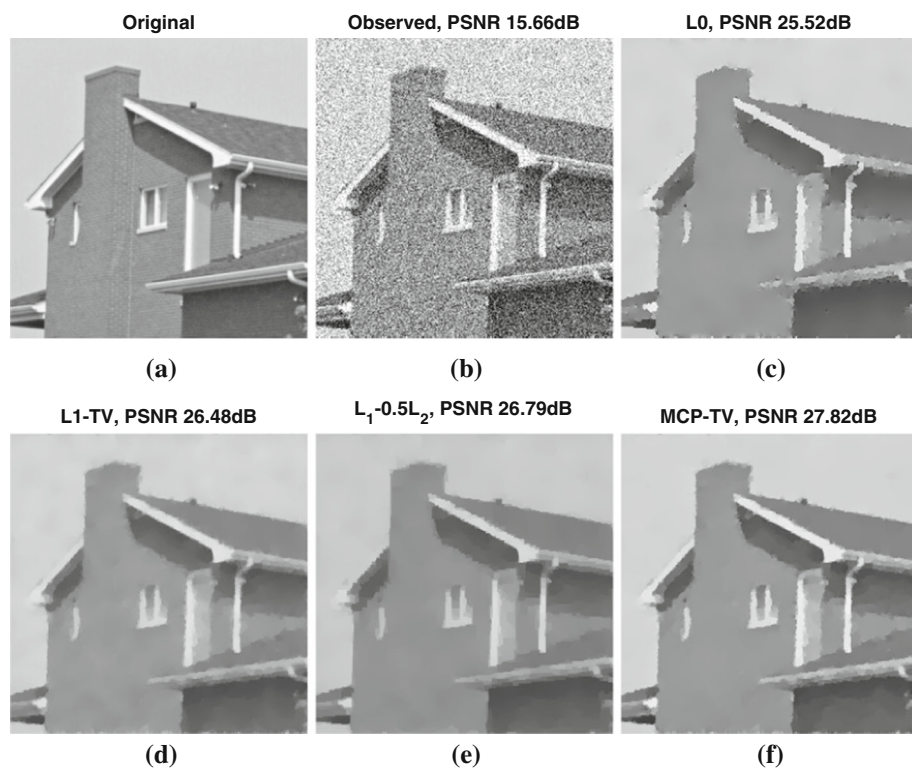 Original
Observed, PSNR 15.66dB
L0, PSNR 25.52dB
(a)
(b)
(c)
L1-TV, PSNR 26.48dB
L₁-0.5L₂, PSNR 26.79dB
MCP-TV, PSNR 27.82dB
(d)
(e)
(f)